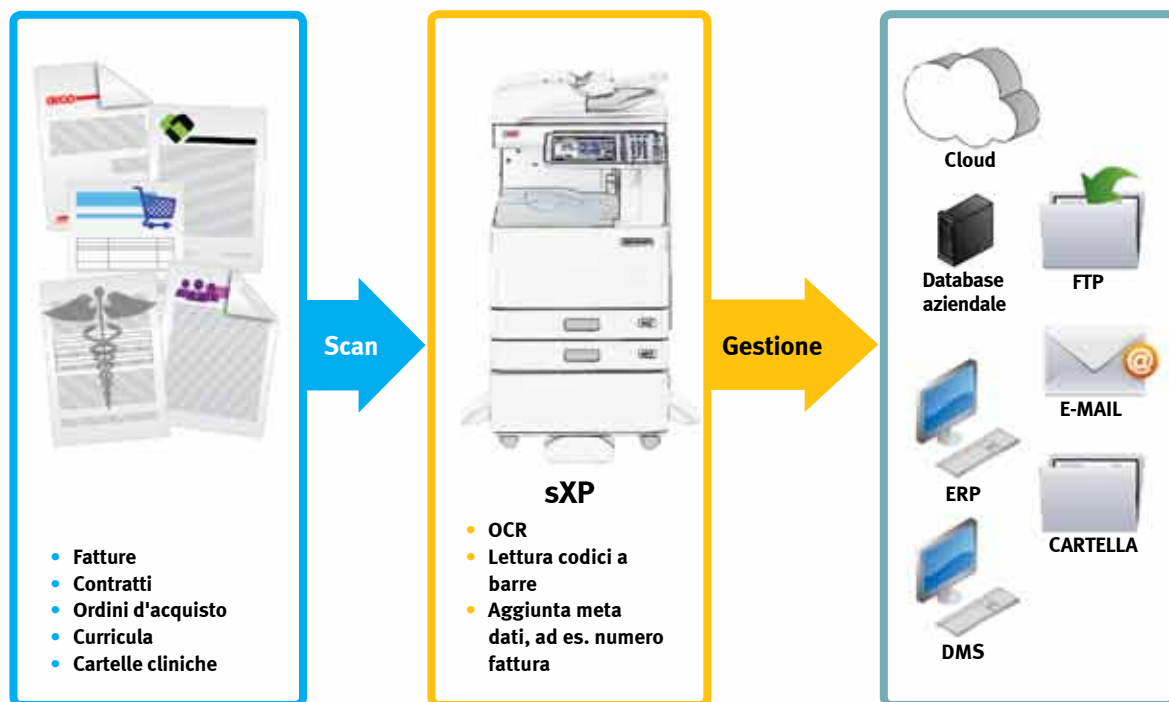 Fatture
Contratti
Ordini d'acquisto
Curricula
Cartelle cliniche
Scan
sXP
OCR
Lettura codici a
barre
Aggiunta meta
dati, ad es. numero
fattura
Gestione
Cloud
Database
aziendale
FTP
E-MAIL
@
ERP
CARTELLA
DMS